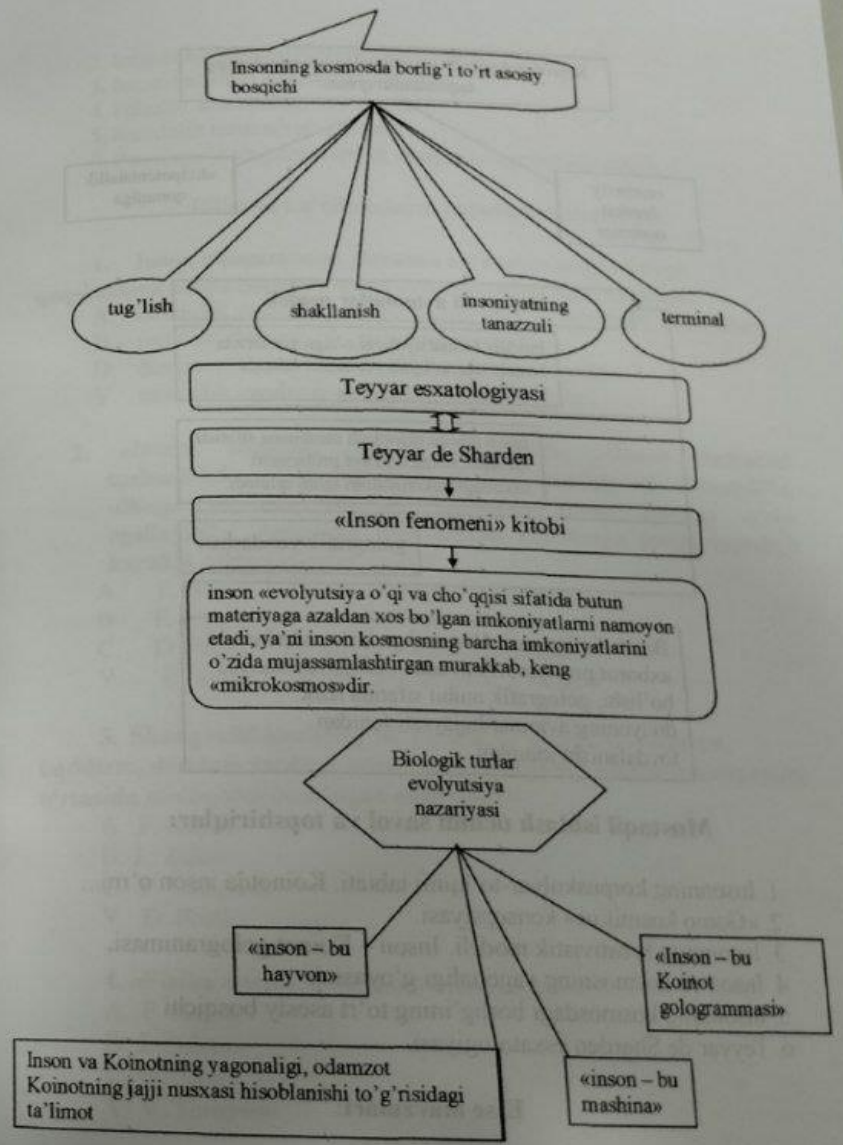 Insonning kosmosda borlig'i to'rt asosiy
bosqichi
tug'lish
shakllanish
insoniyatning
tanazzuli
terminal
Teyyar esxatologiyasi
Teyyar de Sharden
«Inson fenomeni» kitobi
inson «evolyutsiya o'qi va cho'qqisi sifatida butun
materiyaga azaldan xos bo'lgan imkoniyatlarni namoyon
etadi, ya'ni inson kosmosning barcha imkoniyatlarini
o'zida mujassamlashtirgan murakkab, keng
«mikrokosmos»dir.
Biologik turlar
evolyutsiya
nazariyasi
«inson – bu
hayvon»
«Inson – bu
Koinot
gologrammasi»
Inson va Koinotning yagonaligi, odamzot
Koinotning jajji nusxasi hisoblanishi to'g'risidagi
ta'limot
«inson – bu
mashina»